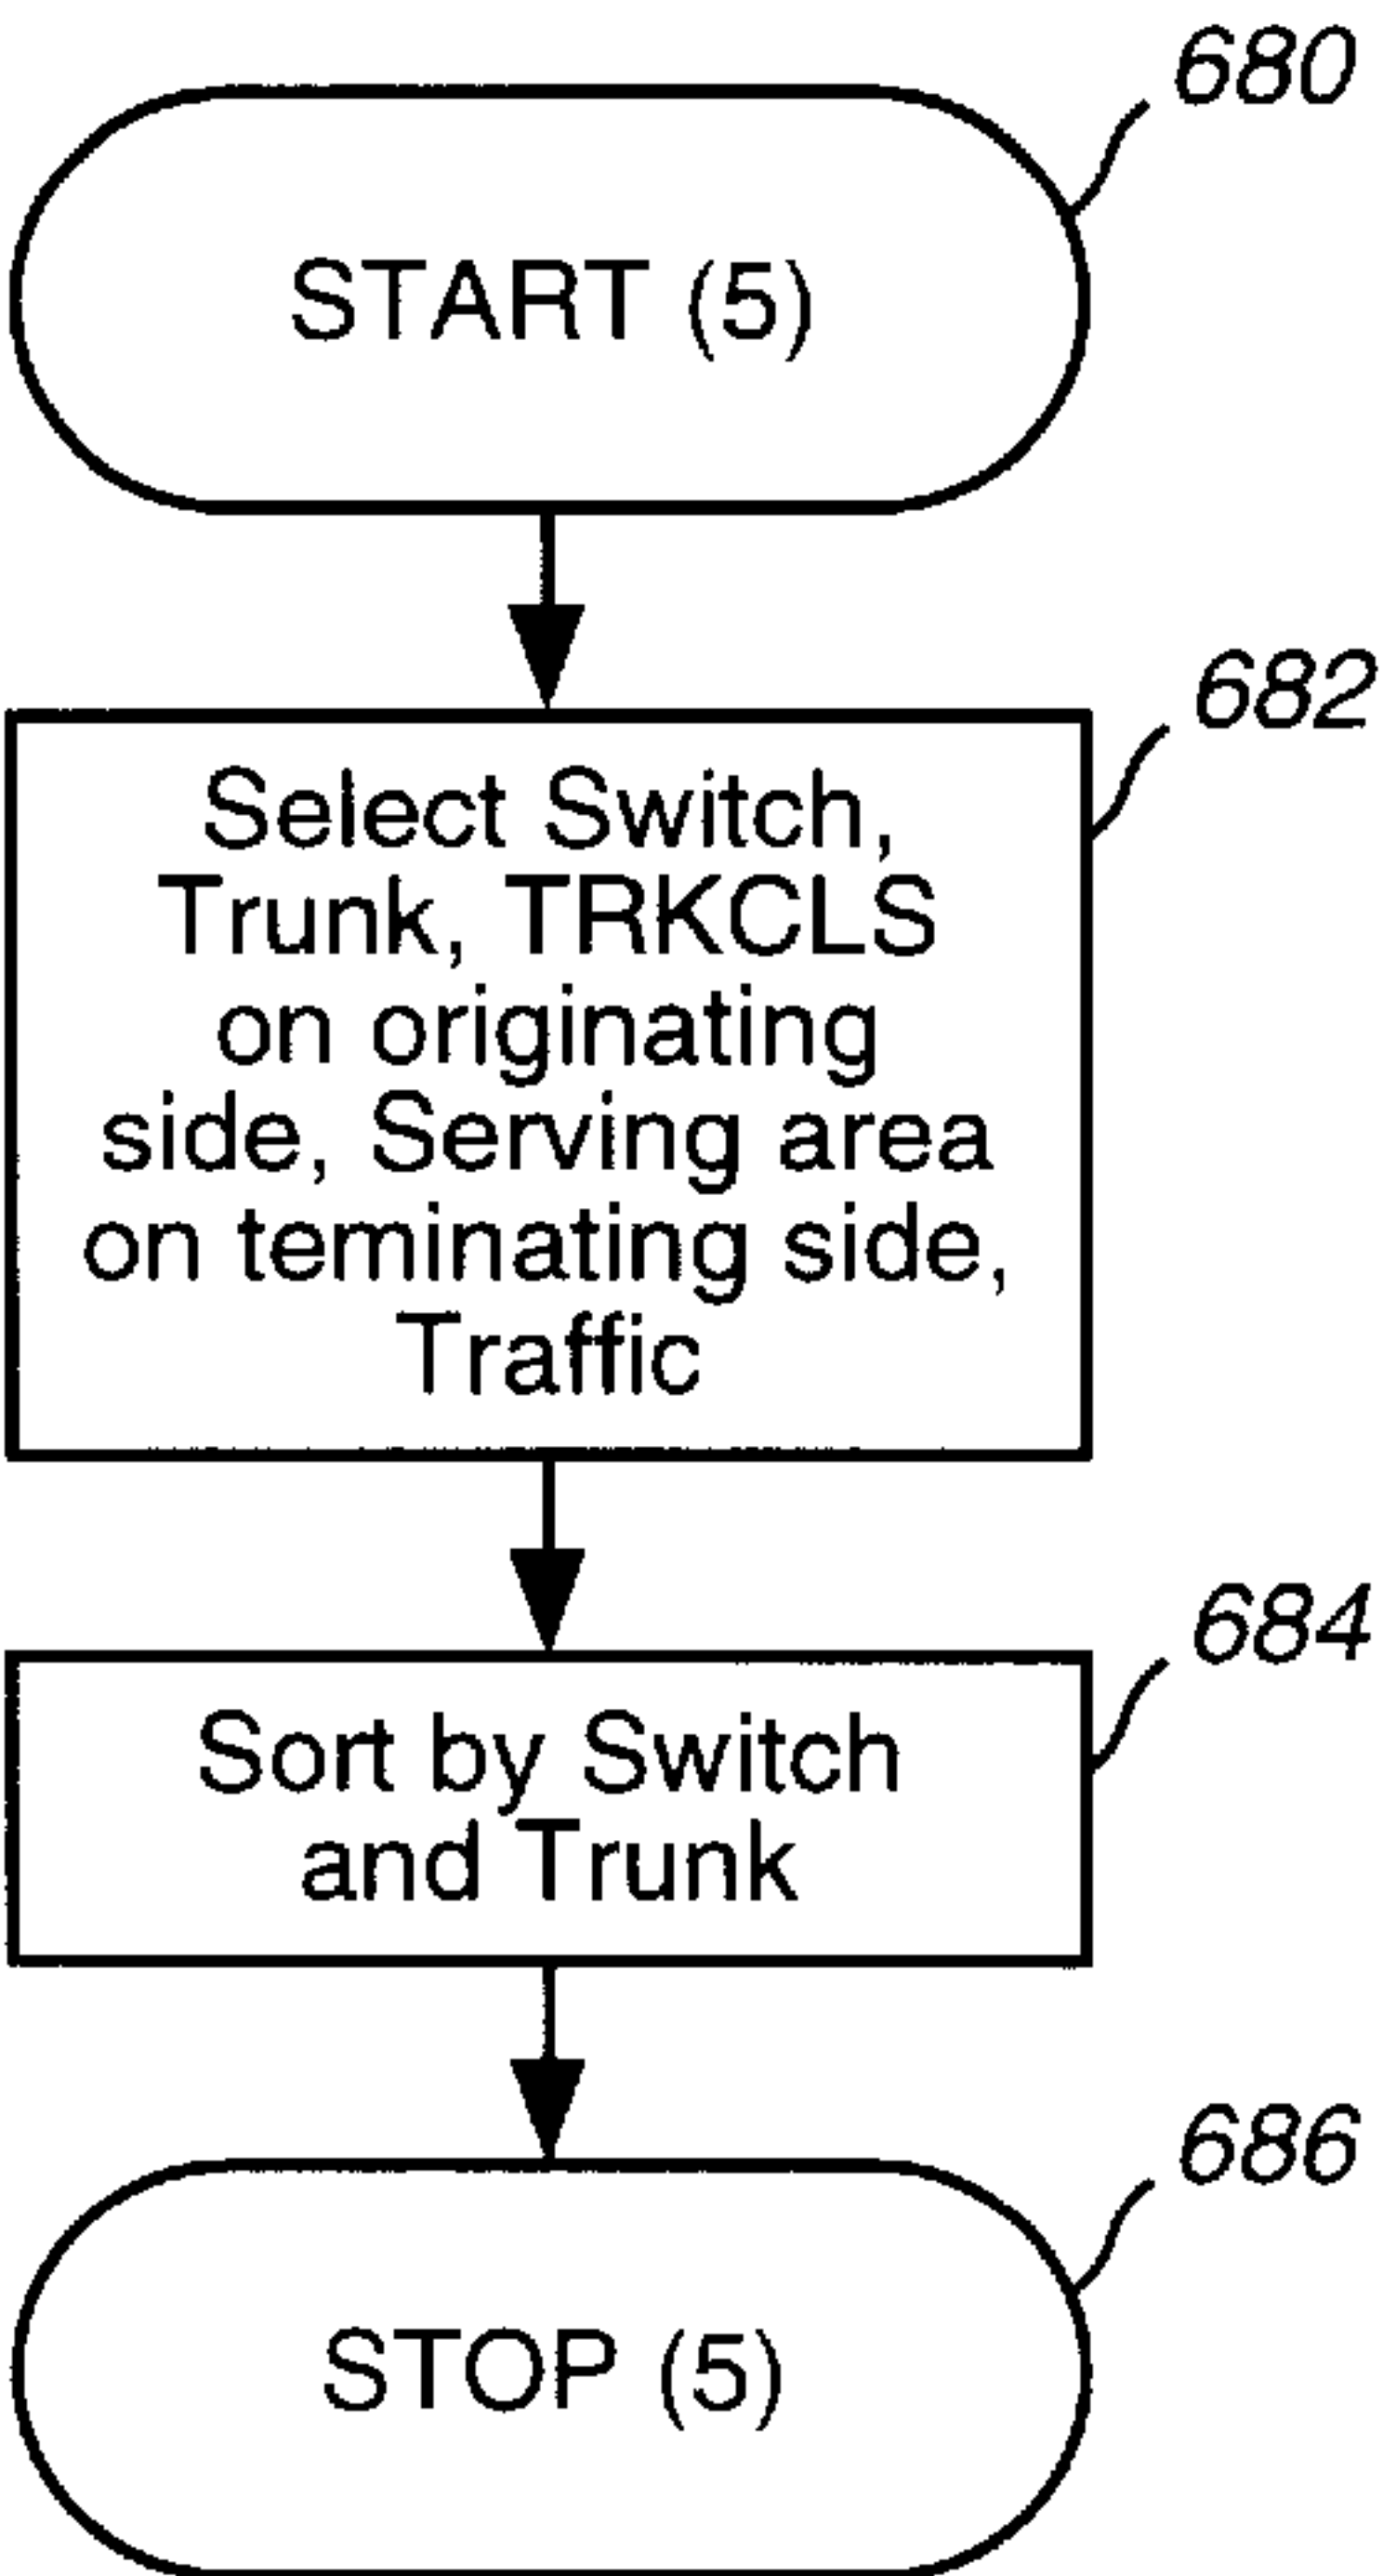 680
START (5)
682
Select Switch,
Trunk, TRKCLS
on originating
side, Serving area
on teminating side,
Traffic
684
Sort by Switch
and Trunk
686
STOP (5)